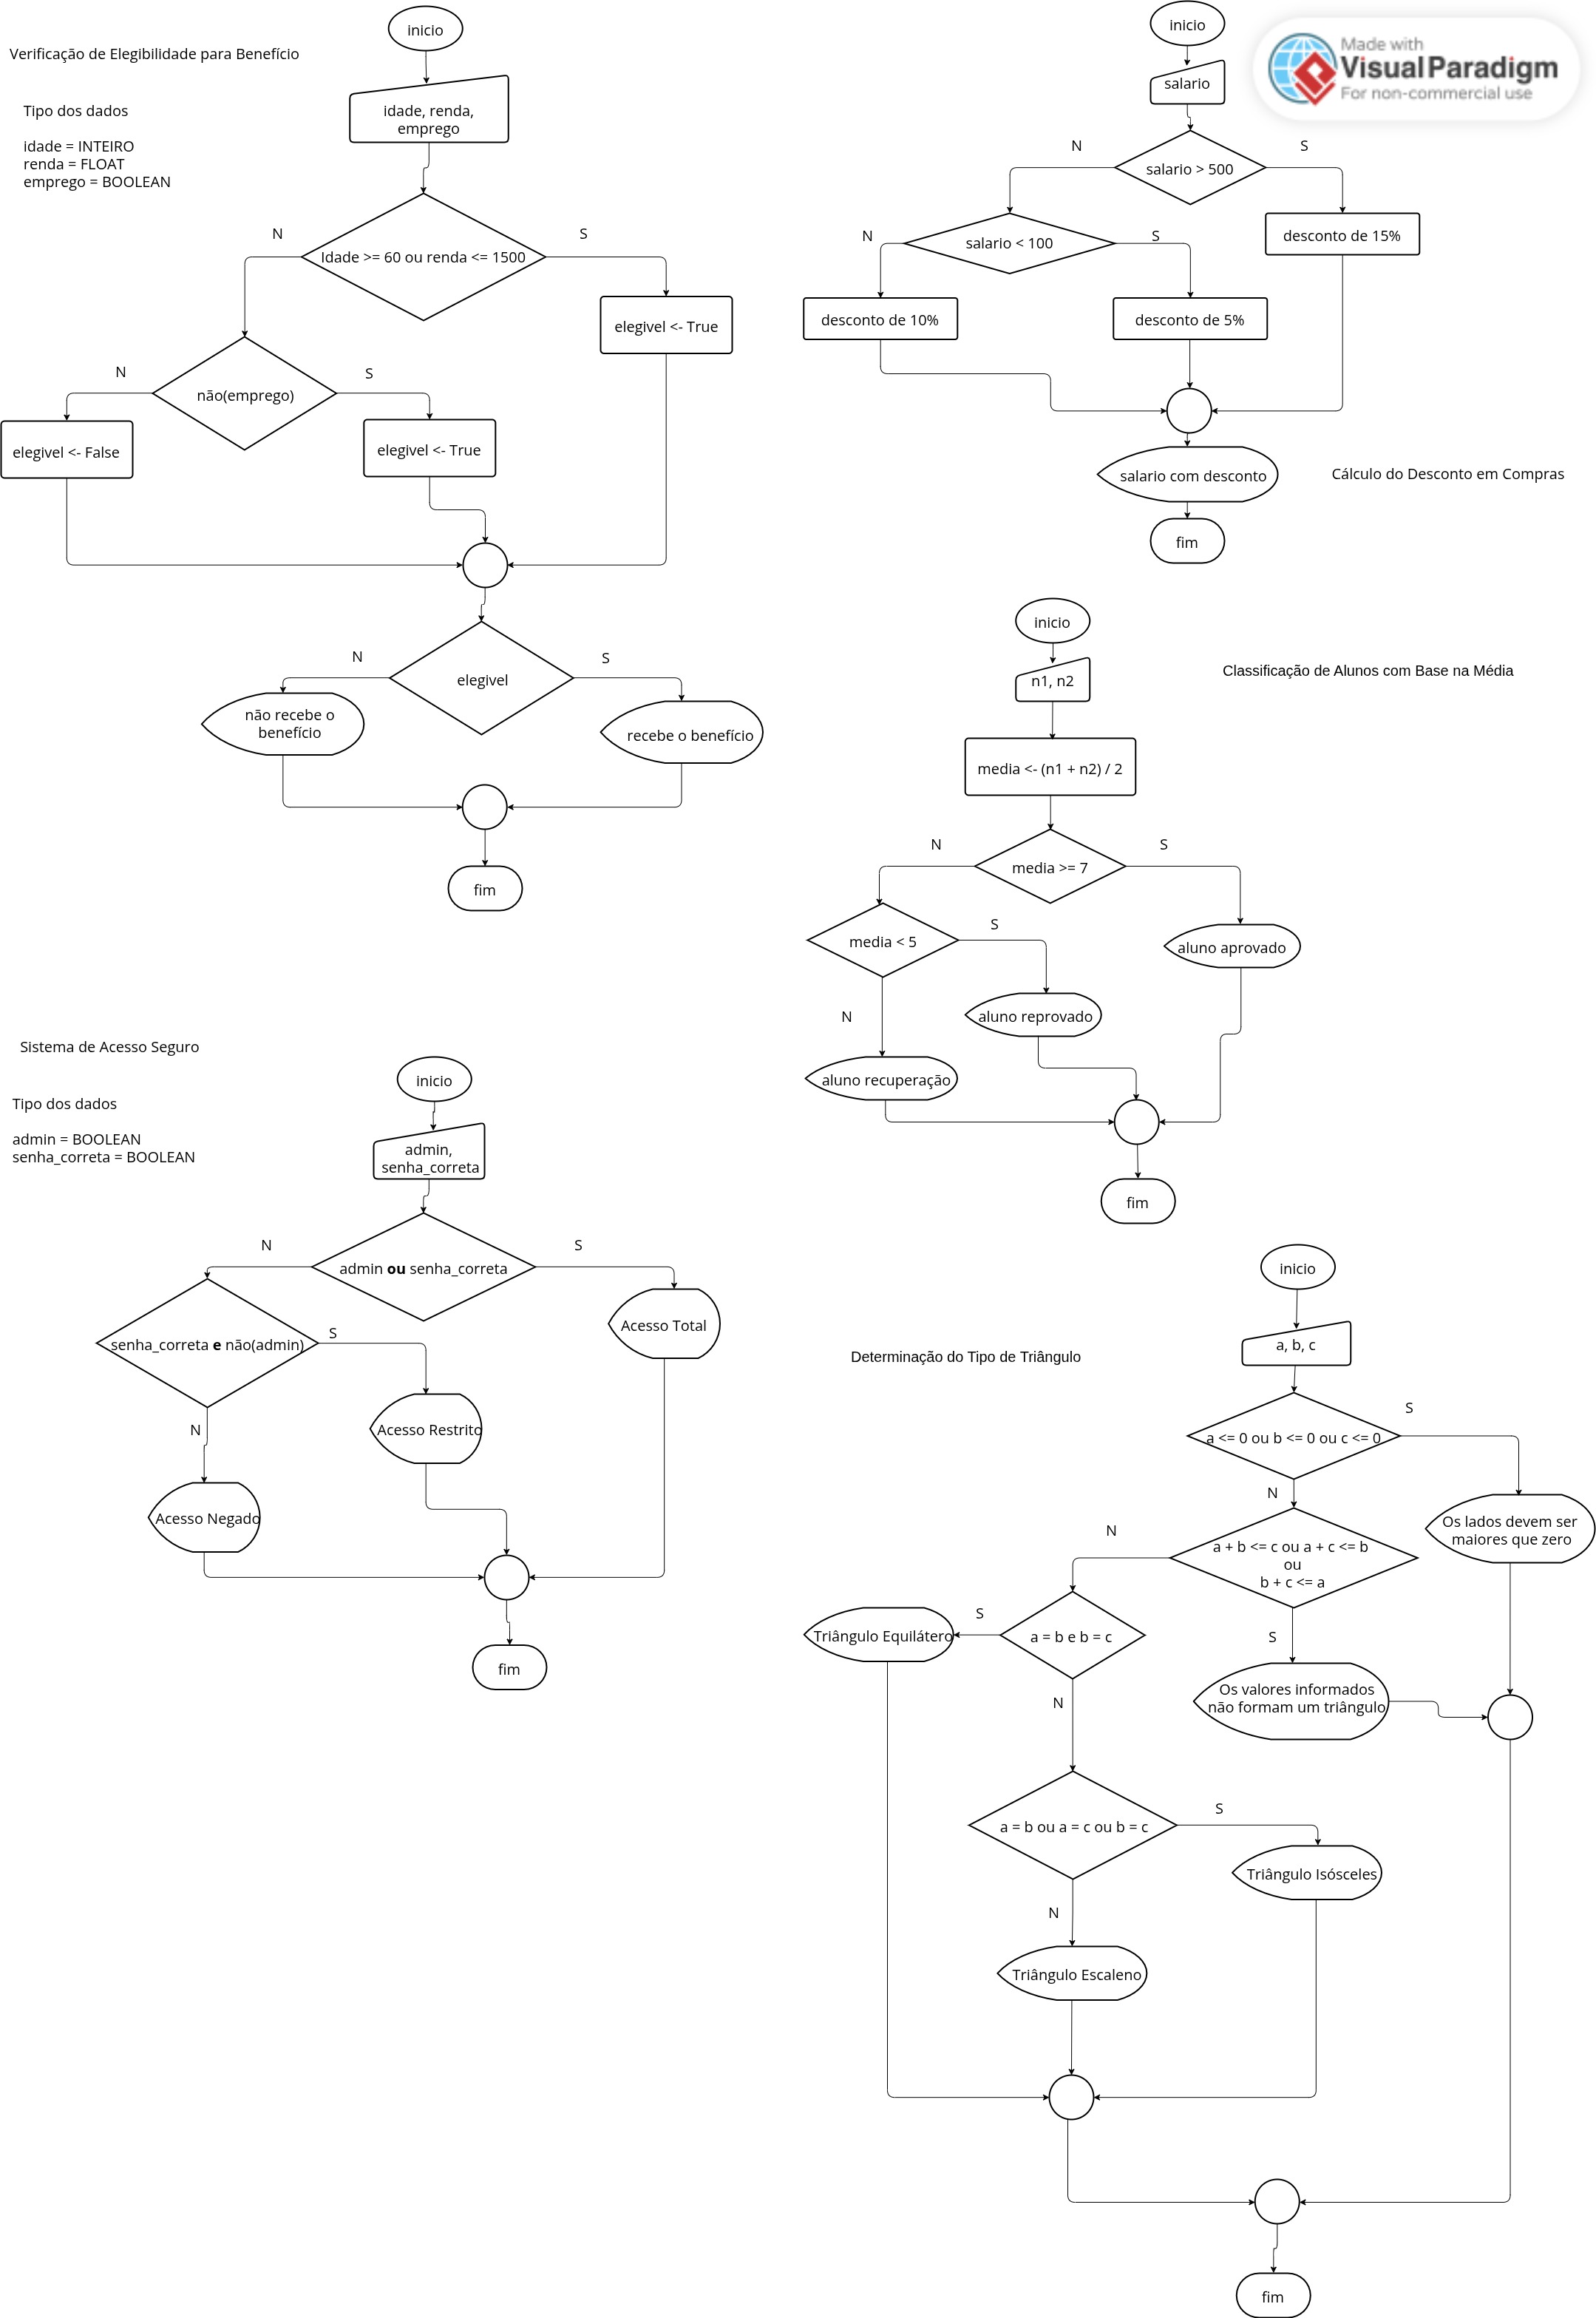 Verificação de Elegibilidade para Benefício
Tipo dos dados
idade = INTEIRO
renda = FLOAT
emprego = BOOLEAN
inicio
idade, renda,
emprego
N
S
Idade >= 60 ou renda <= 1500
elegivel <- True
N
S
não(emprego)
elegivel <- False
elegivel <- True
N
S
elegivel
não recebe o
benefício
recebe o benefício
fim
inicio
Made with
Visual Paradigm
For non-commercial use
salario
N
S
salario > 500
N
S
salario < 100
desconto de 15%
desconto de 10%
desconto de 5%
salario com desconto
Cálculo do Desconto em Compras
fim
inicio
Classificação de Alunos com Base na Média
n1, n2
media <- (n1 + n2) / 2
N
S
media >= 7
S
media < 5
aluno aprovado
N
aluno reprovado
aluno recuperação
fim
Sistema de Acesso Seguro
Tipo dos dados
admin = BOOLEAN
senha_correta = BOOLEAN
inicio
admin,
senha_correta
N
S
admin ou senha_correta
Acesso Total
S
senha_correta e não(admin)
N
Acesso Restrito
Acesso Negado
fim
inicio
Determinação do Tipo de Triângulo
a, b, c
S
a <= 0 ou b <= 0 ou c <= 0
N
Os lados devem ser
maiores que zero
N
a + b <= c ou a + c <= b
ou
b + c <= a
S
Triângulo Equilátero
a = b e b = c
S
Os valores informados
não formam um triângulo
N
S
a = b ou a = c ou b = c
Triângulo Isósceles
N
Triângulo Escaleno
fim